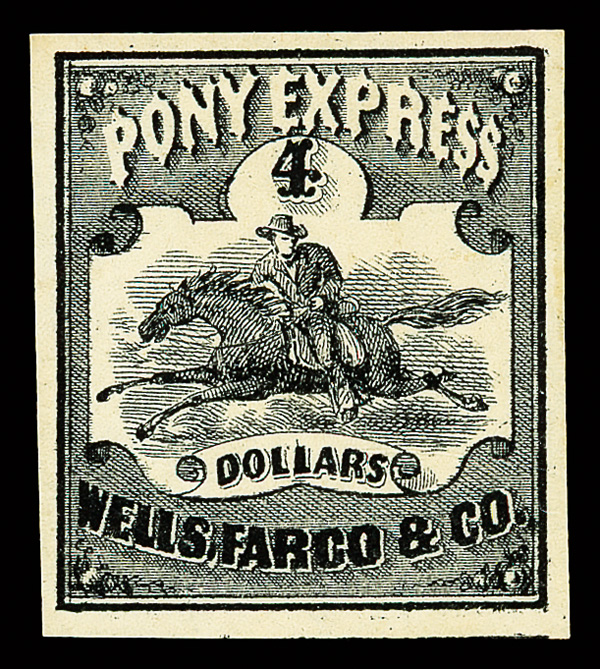 PONY EXPRESS
4
DOLLARS
WELLS, FARGO & CO.